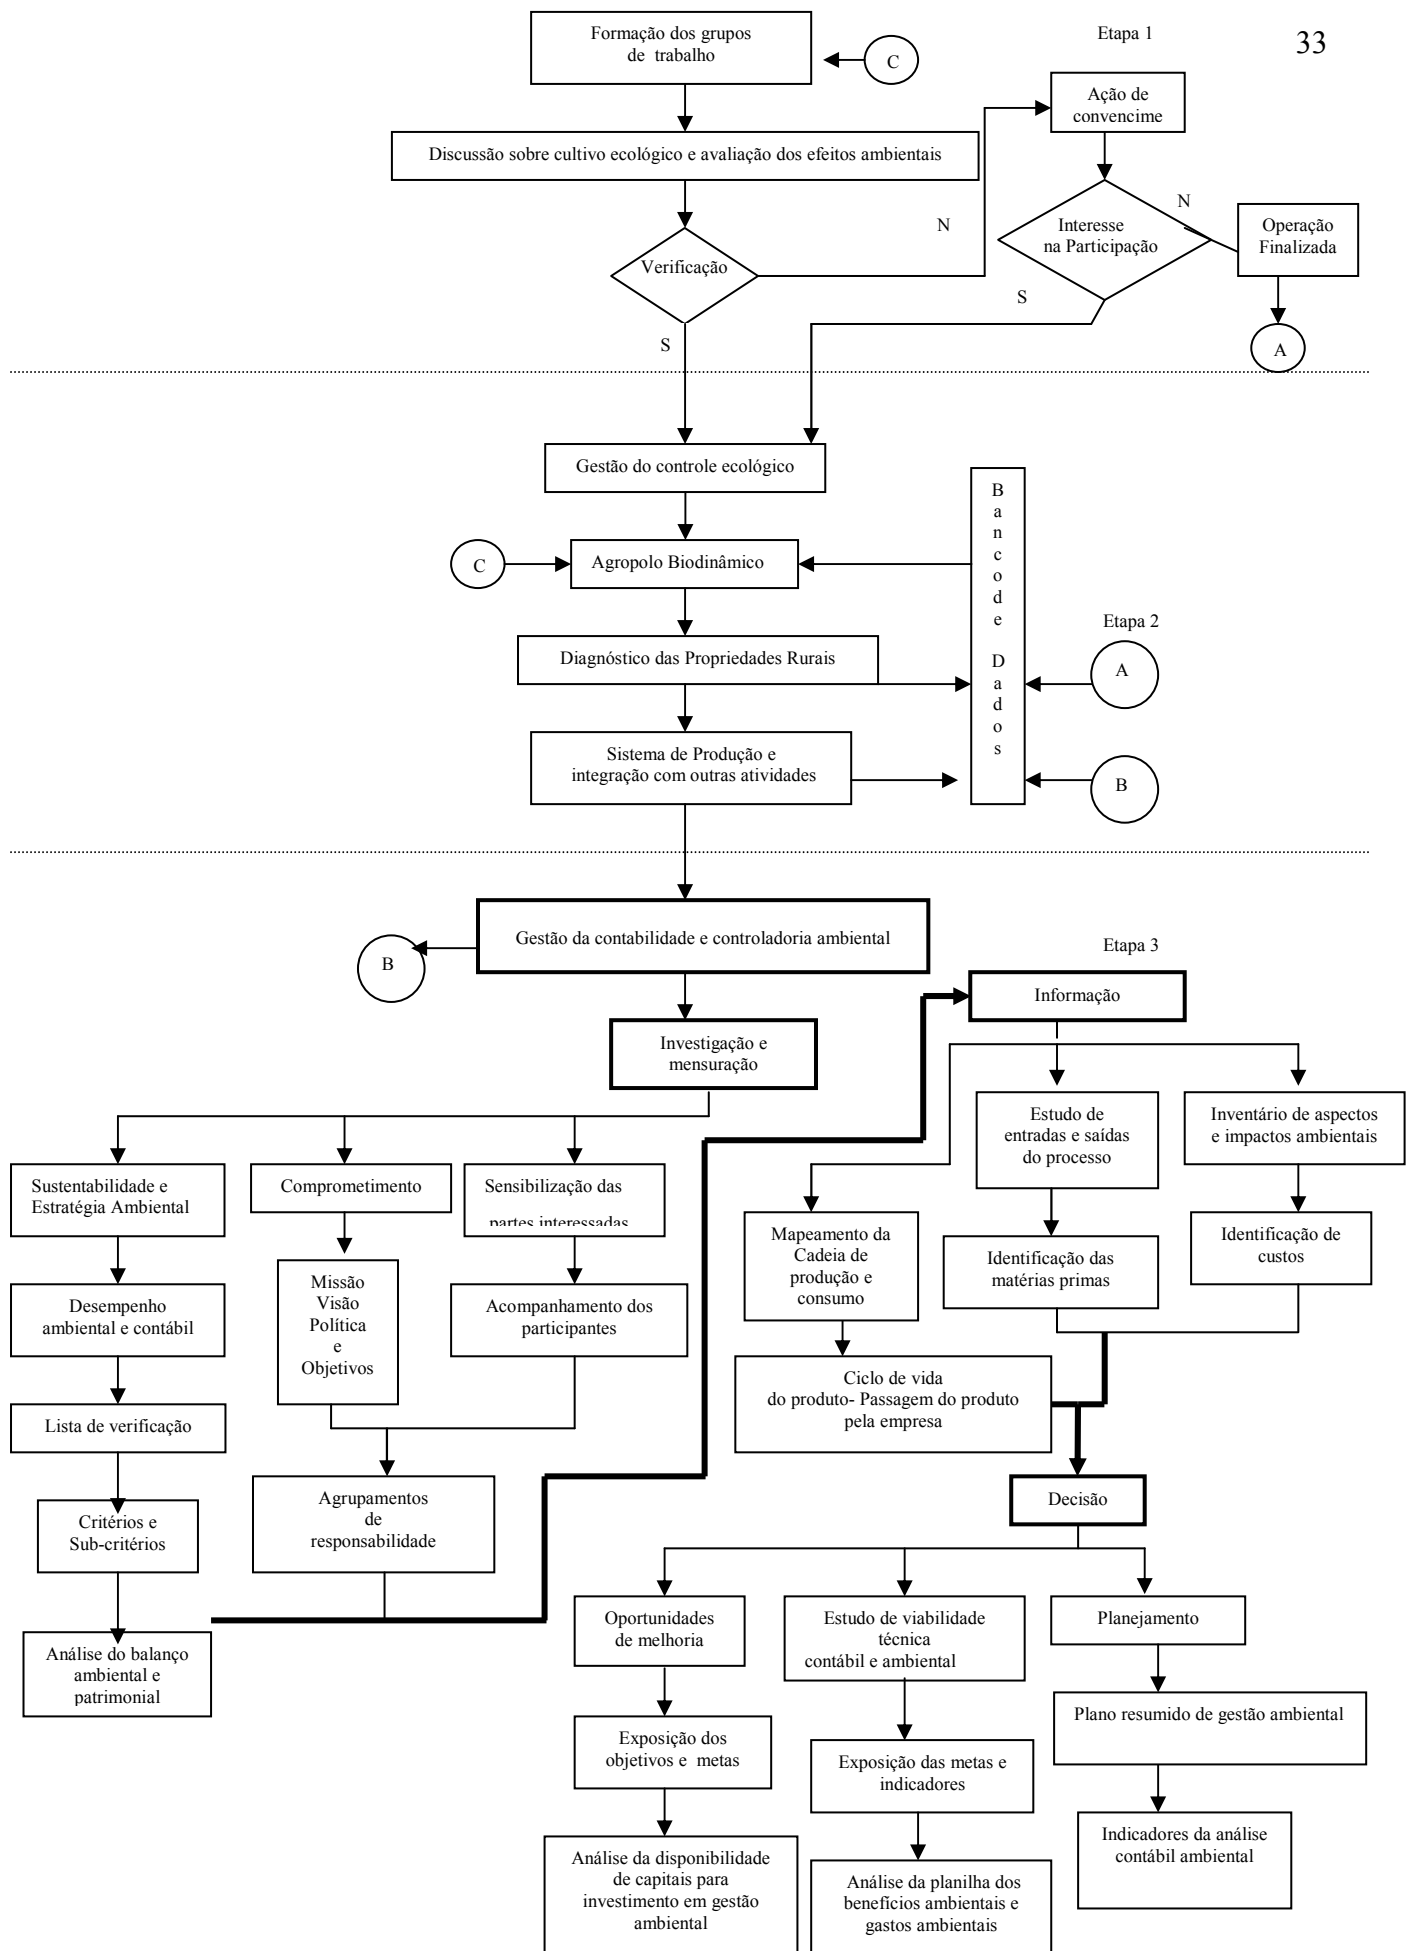 33
Etapa 1
Formação dos grupos
de trabalho
C
Ação de
convencime
Discussão sobre cultivo ecológico e avaliação dos efeitos ambientais
N
Verificação
S
Interesse
na Participação
N
S
Operação
Finalizada
A
Gestão do controle ecológico
C
Agropolo Biodinâmico
Diagnóstico das Propriedades Rurais
Sistema de Produção e
integração com outras atividades
B
a
n
c
o
d
e
D
a
d
o
s
Etapa 2
A
B
Gestão da contabilidade e controladoria ambiental
B
Etapa 3
Investigação e
mensuração
Informação
Sustentabilidade e
Estratégia Ambiental
Desempenho
ambiental e contábil
Lista de verificação
Critérios e
Sub-critérios
Análise do balanço
ambiental e
patrimonial
Comprometimento
Missão
Visão
Política
e
Objetivos
Sensibilização das
partes interessadas
Acompanhamento dos
participantes
Agrupamentos
de
responsabilidade
Mapeamento da
Cadeia de
produção e
consumo
Ciclo de vida
do produto- Passagem do produto
pela empresa
Estudo de
entradas e saídas
do processo
Identificação das
matérias primas
Inventário de aspectos
e impactos ambientais
Identificação de
custos
Decisão
Oportunidades
de melhoria
Exposição dos
objetivos e metas
Análise da disponibilidade
de capitais para
investimento em gestão
ambiental
Estudo de viabilidade
técnica
contábil e ambiental
Exposição das metas e
indicadores
Análise da planilha dos
benefícios ambientais e
gastos ambientais
Planejamento
Plano resumido de gestão ambiental
Indicadores da análise
contábil ambiental